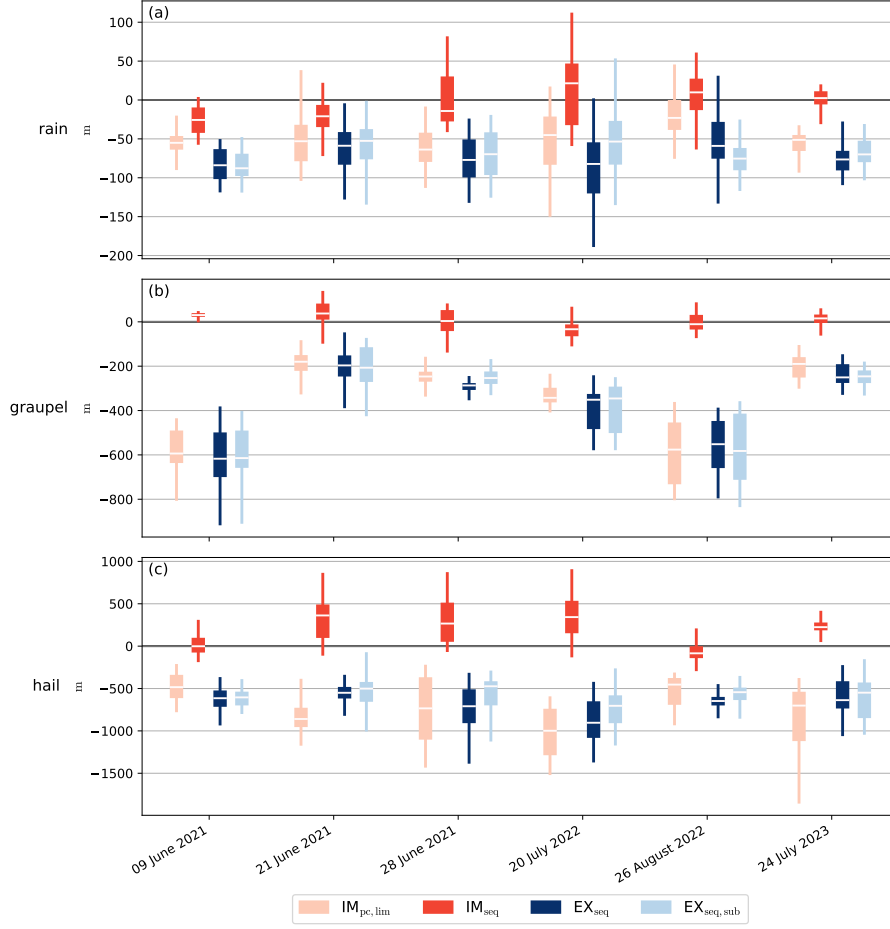 (a)
100
50
0
−50
−100
−150
−200
rain m
(b)
0
−200
−400
−600
−800
graupel m
(c)
1000
500
0
−500
−1000
−1500
hail m
09 June 2021
21 June 2021
28 June 2021
20 July 2022
26 August 2022
24 July 2023
IMpc, lim IMseq EXseq EXseq, sub